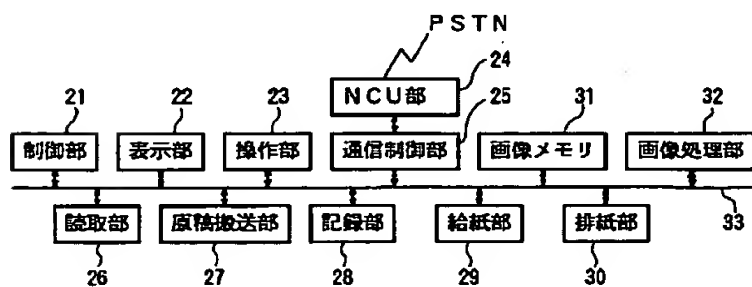 PSTN
24
NCU部
21 22 23 25 31 32
制御部 表示部 操作部 通信制御部 画像メモリ 画像処理部
読取部 原稿搬送部 記録部 給紙部 排紙部 33
26 27 28 29 30